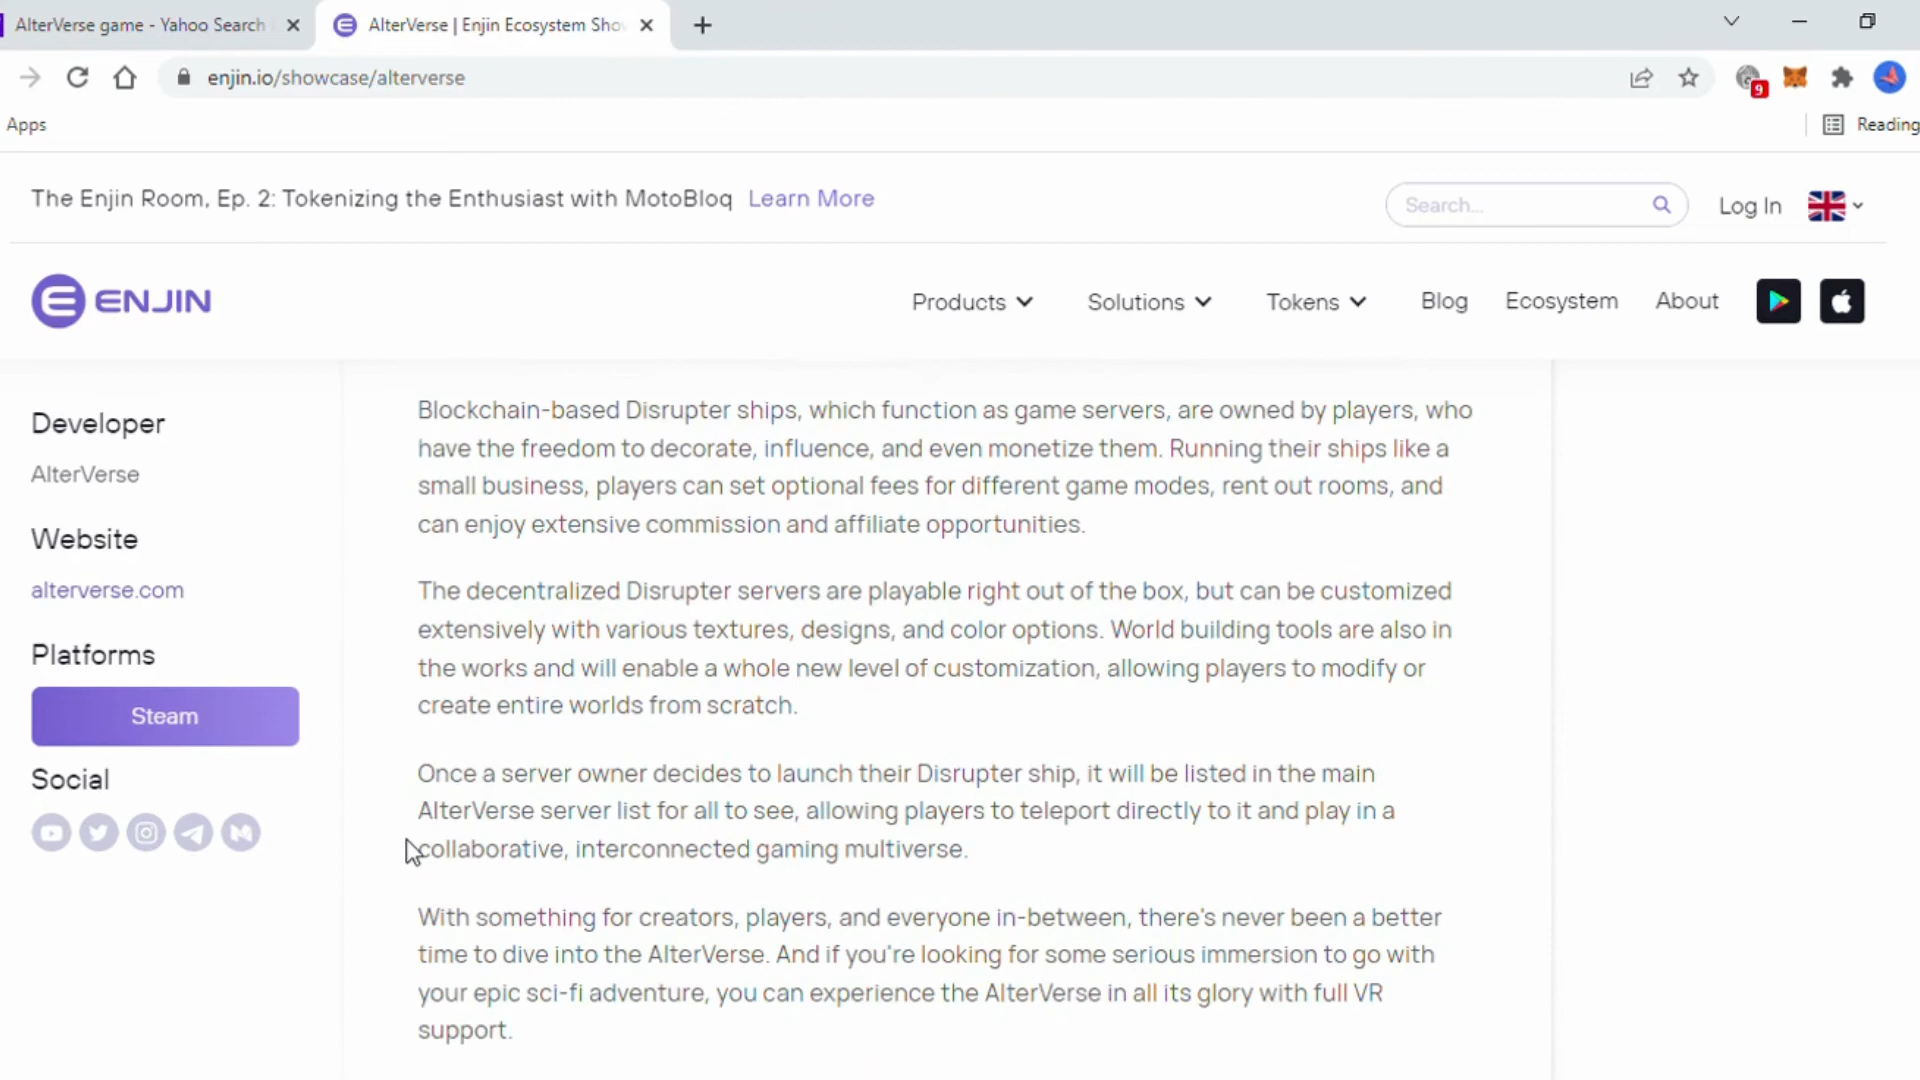 AlterVerse game - Yahoo Search
AlterVerse | Enjin Ecosystem Sho
enjin.io/showcase/alterverse
9
Apps
Reading
The Enjin Room, Ep. 2: Tokenizing the Enthusiast with MotoBloq Learn More
Search...
Log In
ENJIN
Products
Solutions
Tokens
Blog
Ecosystem
About
Developer
AlterVerse
Website
alterverse.com
Platforms
Steam
Social
Blockchain-based Disrupter ships, which function as game servers, are owned by players, who
have the freedom to decorate, influence, and even monetize them. Running their ships like a
small business, players can set optional fees for different game modes, rent out rooms, and
can enjoy extensive commission and affiliate opportunities.
The decentralized Disrupter servers are playable right out of the box, but can be customized
extensively with various textures, designs, and color options. World building tools are also in
the works and will enable a whole new level of customization, allowing players to modify or
create entire worlds from scratch.
Once a server owner decides to launch their Disrupter ship, it will be listed in the main
AlterVerse server list for all to see, allowing players to teleport directly to it and play in a
collaborative, interconnected gaming multiverse.
With something for creators, players, and everyone in-between, there's never been a better
time to dive into the AlterVerse. And if you're looking for some serious immersion to go with
your epic sci-fi adventure, you can experience the AlterVerse in all its glory with full VR
support.